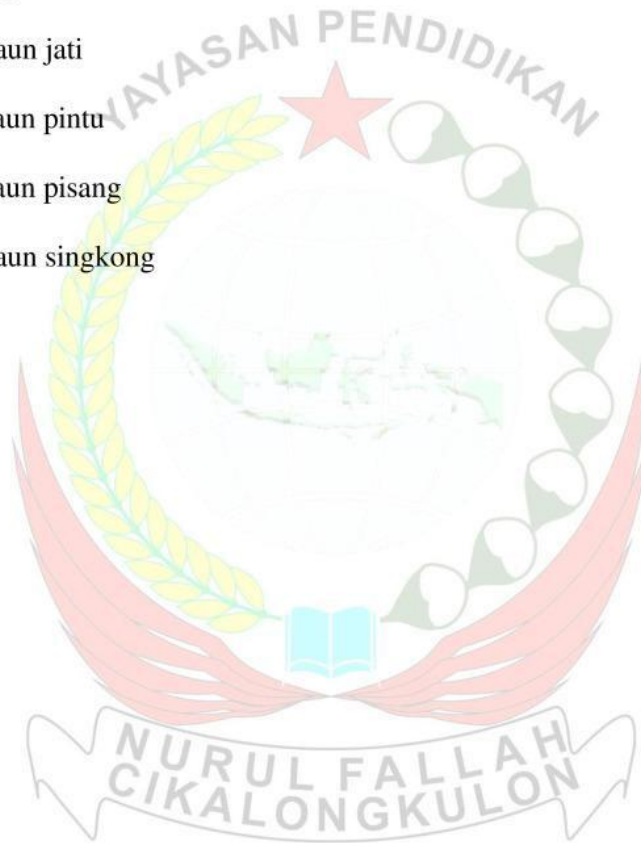 YAYASAN PENDIDIKAN
aun jati
aun pintu
aun pisang
aun singkong
NURUL FALLAH
CIKALONGKULON